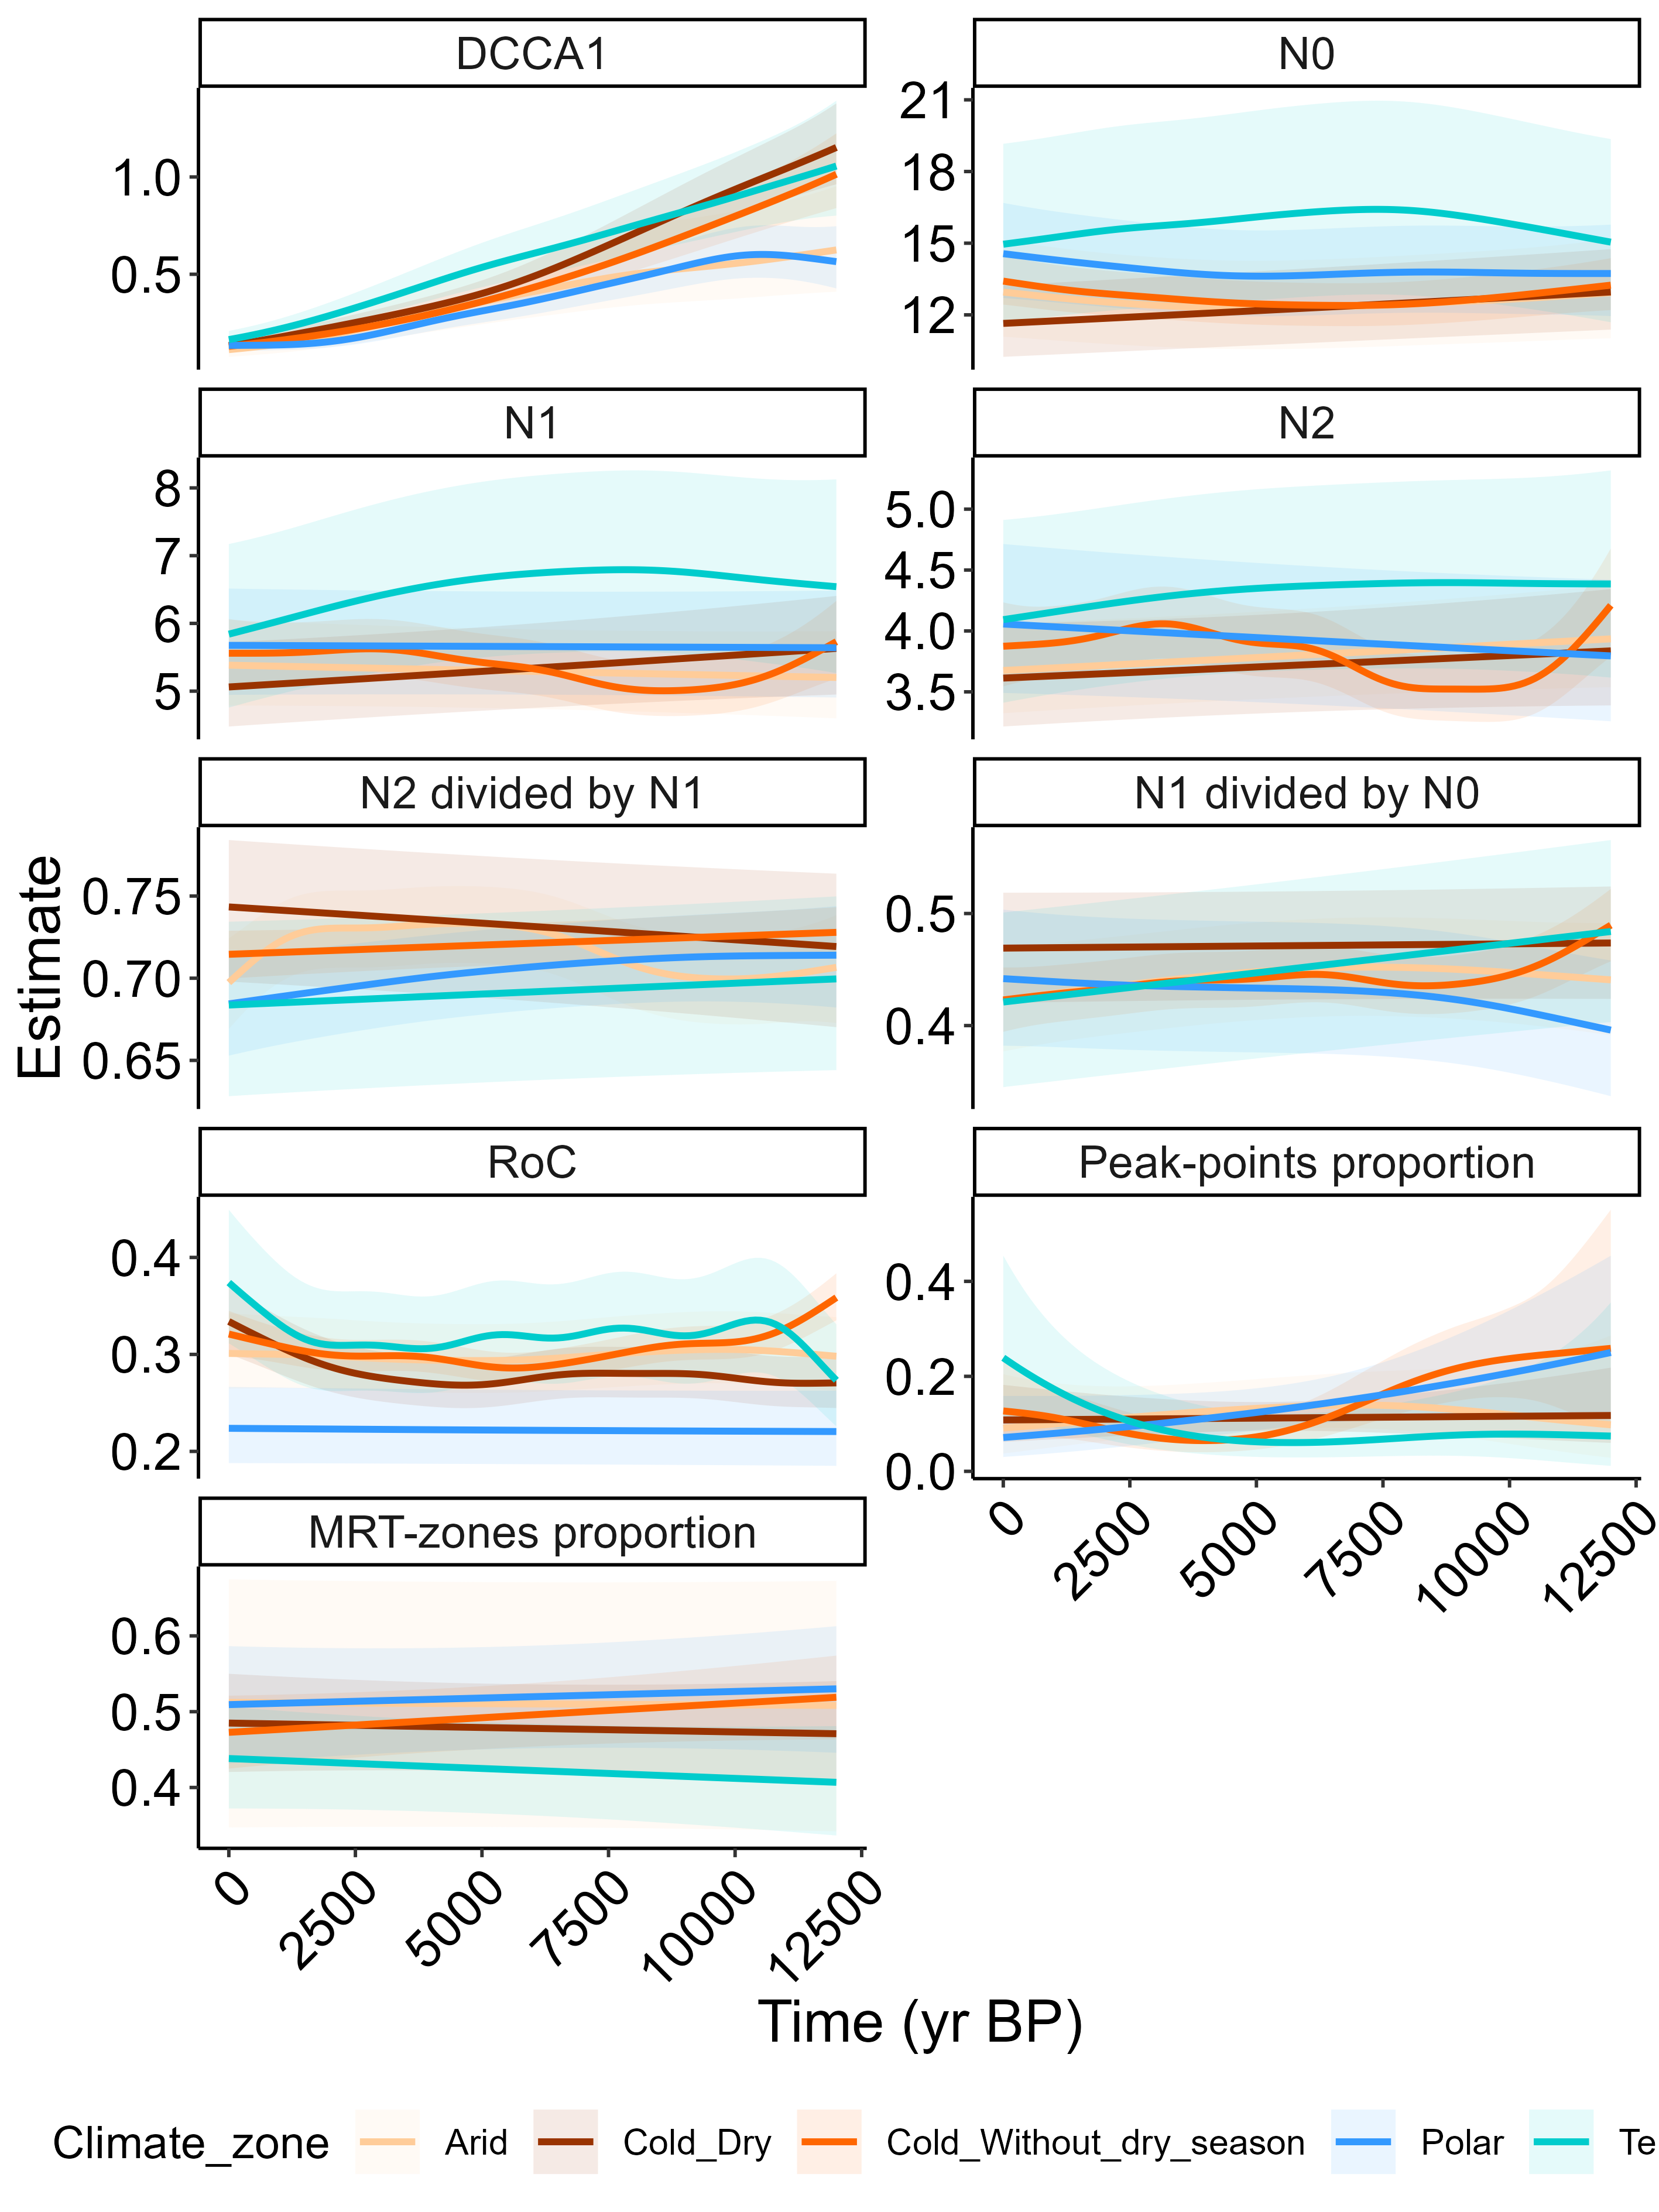 DCCA1
N0
1.0
0.5
21
18
15
12
N1
N2
8
7
6
5
5.0
4.5
4.0
3.5
N2 divided by N1
N1 divided by N0
0.75
0.70
0.65
0.5
0.4
Estimate
RoC
Peak-points proportion
0.4
0.3
0.2
0.4
0.2
0.0
0 2500 5000 7500 10000 12500
MRT-zones proportion
0.6
0.5
0.4
0 2500 5000 7500 10000 12500
Time (yr BP)
Climate_zone Arid Cold_Dry Cold_Without_dry_season Polar Te